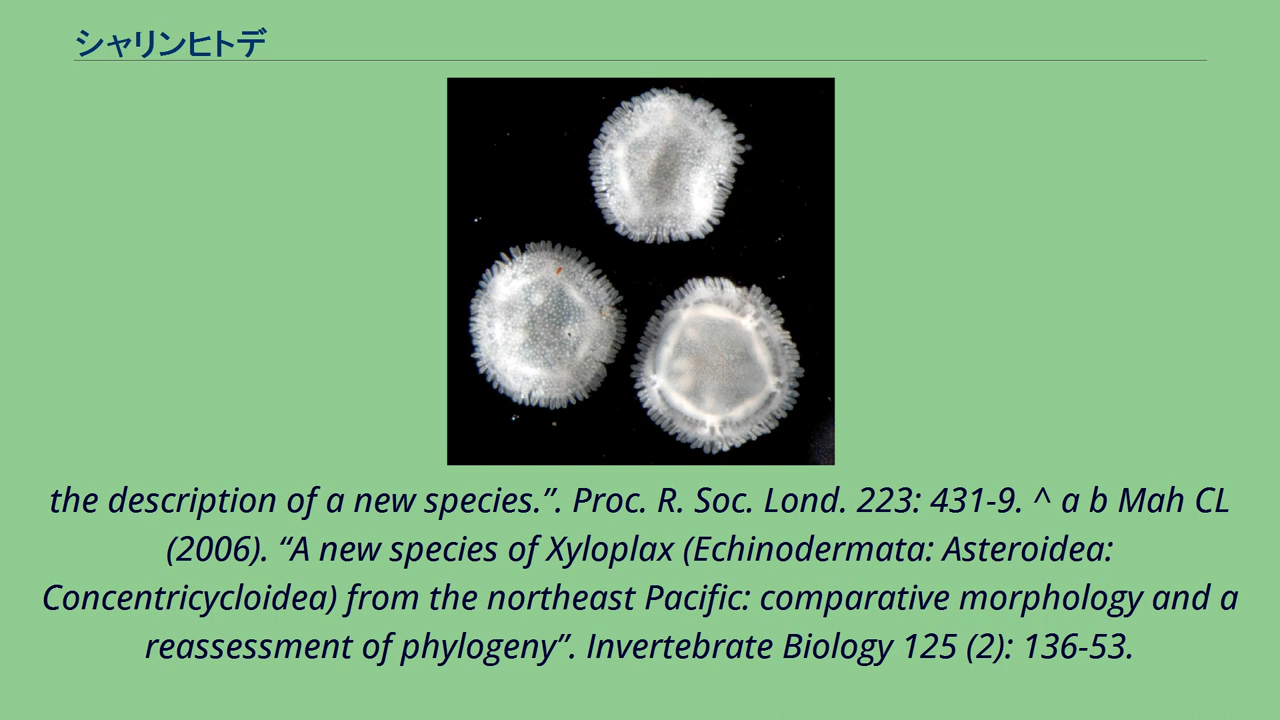 シャリンヒトデ
the description of a new species.”. Proc. R. Soc. Lond. 223: 431-9. ^ a b Mah CL
(2006). “A new species of Xyloplax (Echinodermata: Asteroidea:
Concentricycloidea) from the northeast Pacific: comparative morphology and a
reassessment of phylogeny”. Invertebrate Biology 125 (2): 136-53.